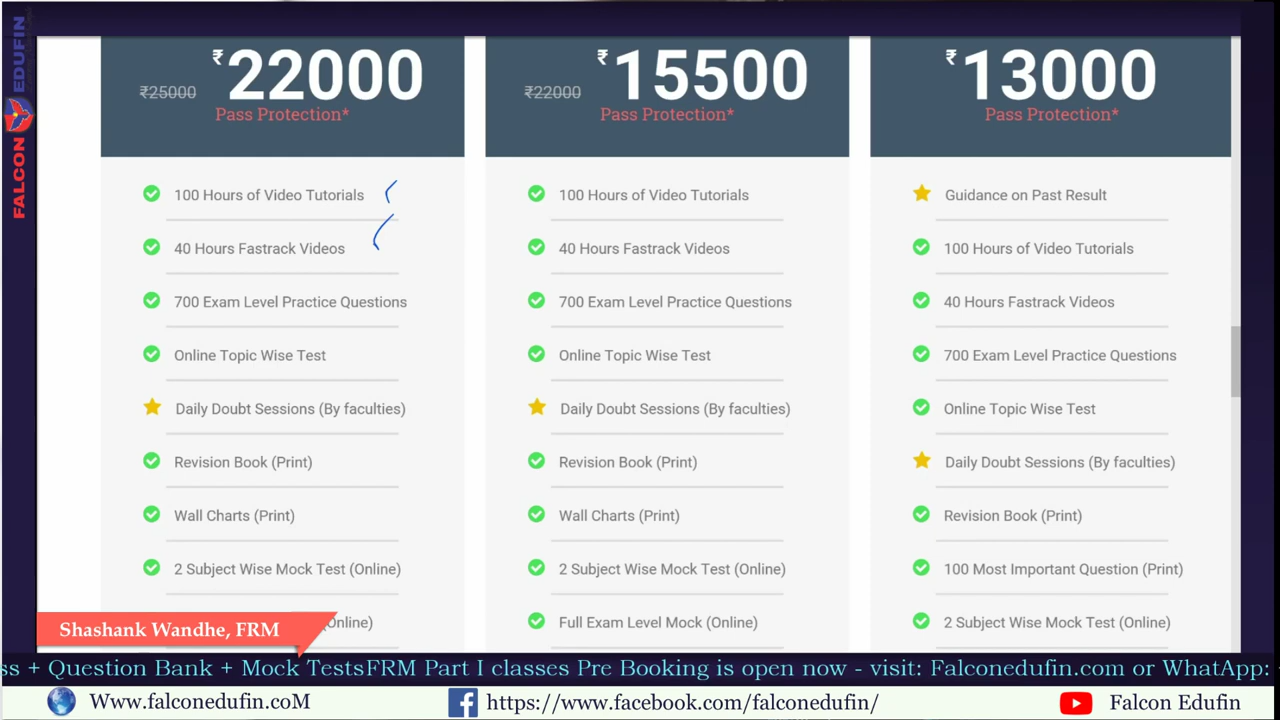 FALCON EDUFIN
₹25000 ₹22000
Pass Protection*
100 Hours of Video Tutorials
40 Hours Fastrack Videos
700 Exam Level Practice Questions
Online Topic Wise Test
Daily Doubt Sessions (By faculties)
Revision Book (Print)
Wall Charts (Print)
2 Subject Wise Mock Test (Online)
Online)
₹22000 ₹15500
Pass Protection*
100 Hours of Video Tutorials
40 Hours Fastrack Videos
700 Exam Level Practice Questions
Online Topic Wise Test
Daily Doubt Sessions (By faculties)
Revision Book (Print)
Wall Charts (Print)
2 Subject Wise Mock Test (Online)
Full Exam Level Mock (Online)
₹13000
Pass Protection*
Guidance on Past Result
100 Hours of Video Tutorials
40 Hours Fastrack Videos
700 Exam Level Practice Questions
Online Topic Wise Test
Daily Doubt Sessions (By faculties)
Revision Book (Print)
100 Most Important Question (Print)
2 Subject Wise Mock Test (Online)
Shashank Wandhe, FRM
ss + Question Bank + Mock TestsFRM Part I classes Pre Booking is open now - visit: Falconedufin.com or WhatApp:
Www.falconedufin.coM https://www.facebook.com/falconedufin/ Falcon Edufin